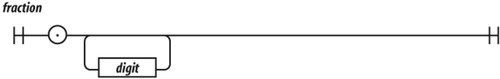 fraction
.
digit